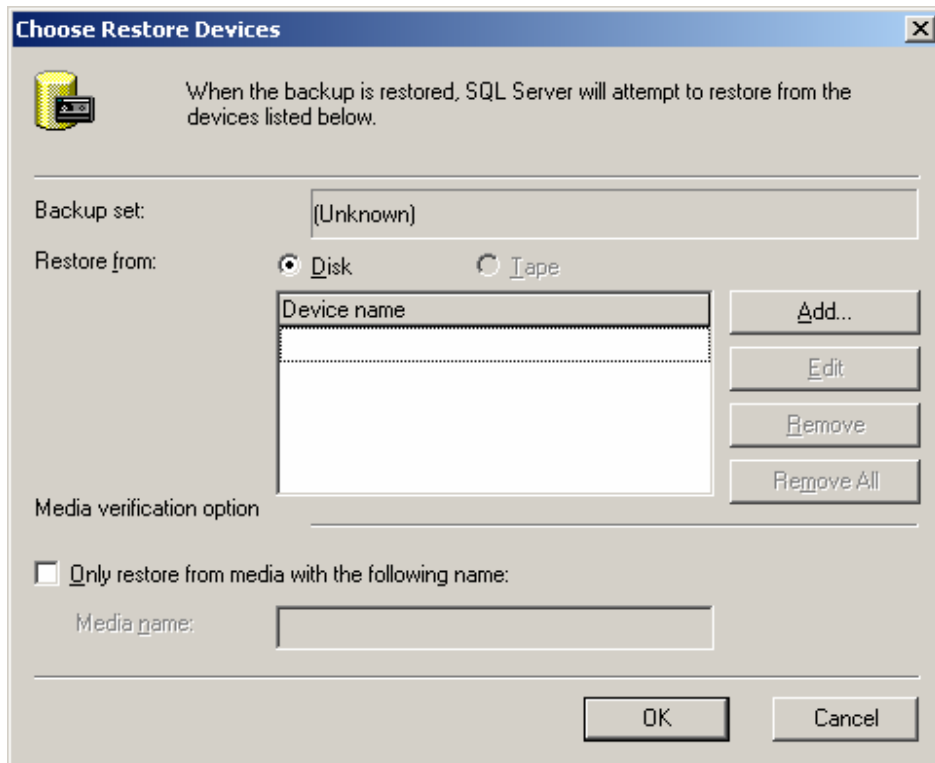 Choose Restore Devices
When the backup is restored, SQL Server will attempt to restore from the
devices listed below.
Backup set:
(Unknown)
Restore from:
Disk
Tape
Device name
Add...
Edit
Remove
Remove All
Media verification option
Only restore from media with the following name:
Media name:
OK
Cancel